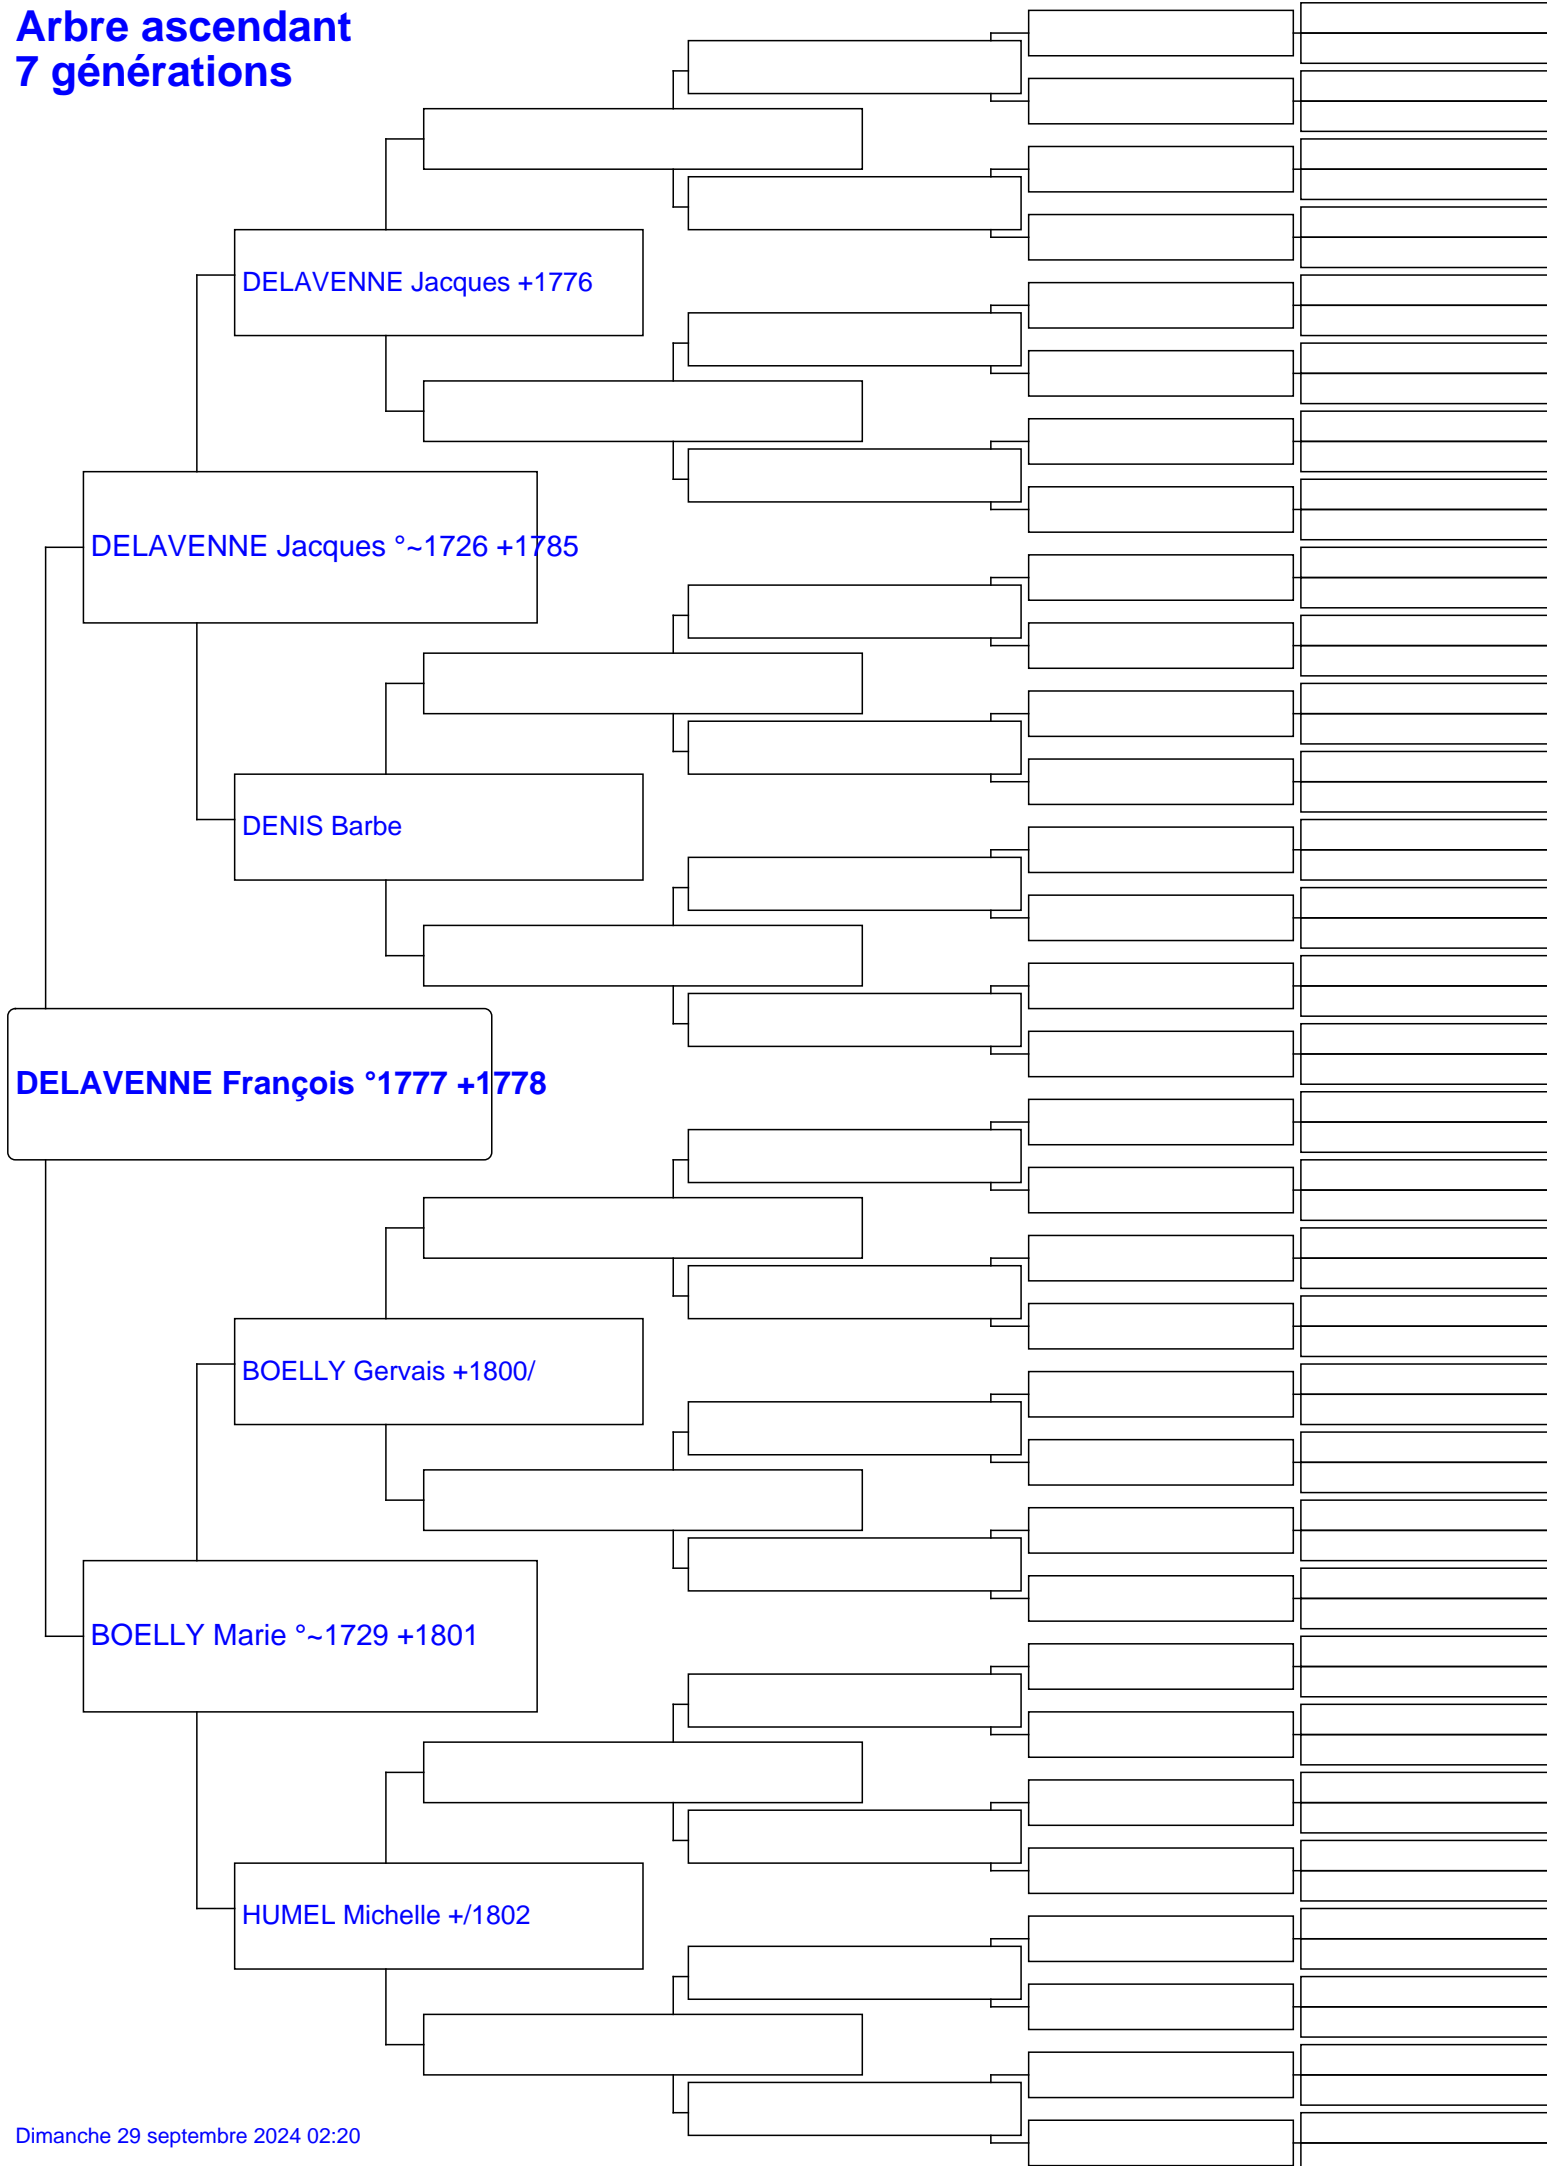 Arbre ascendant
7 générations
DELAVENNE Jacques +1776
DELAVENNE Jacques °~1726 +1785
DENIS Barbe
DELAVENNE François °1777 +1778
BOELLY Gervais +1800/
BOELLY Marie °~1729 +1801
HUMEL Michelle +/1802
Dimanche 29 septembre 2024 02:20